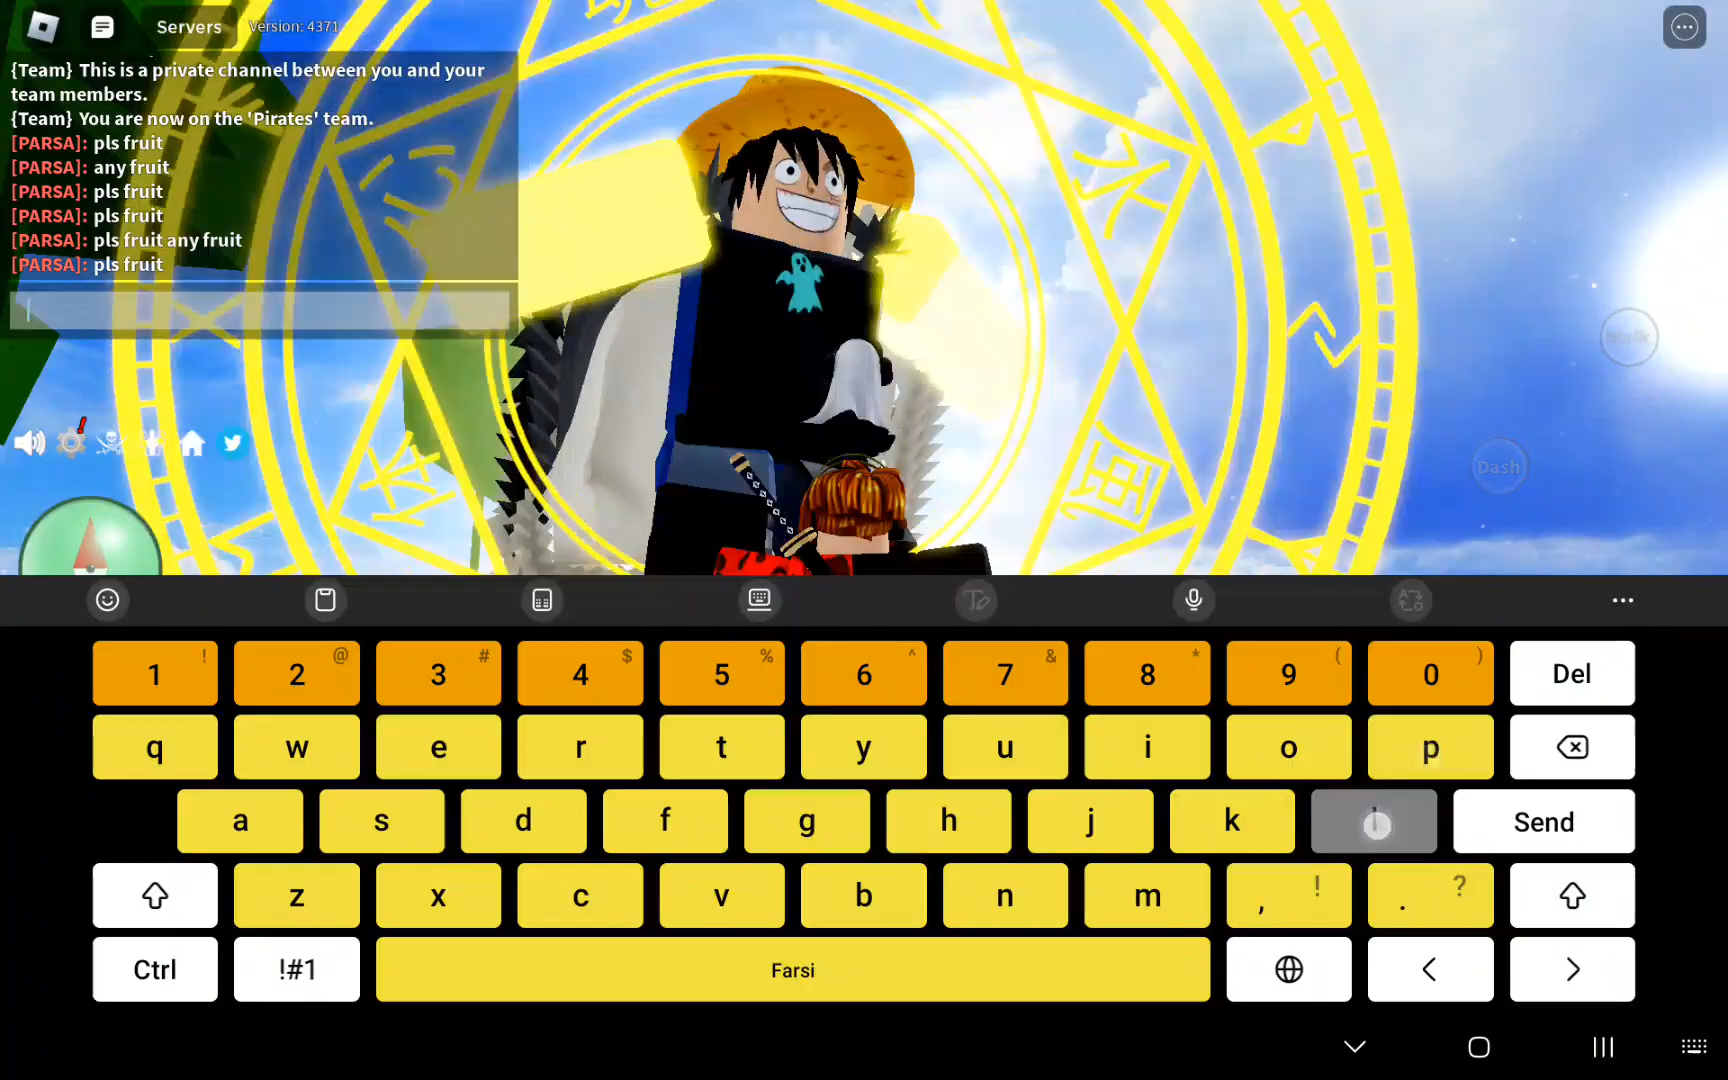 Servers Version: 4371
{Team} This is a private channel between you and your
team members.
{Team} You are now on the 'Pirates' team.
[PARSA]: pls fruit
[PARSA]: any fruit
[PARSA]: pls fruit
[PARSA]: pls fruit
[PARSA]: pls fruit any fruit
[PARSA]: pls fruit
Dash
1 ! 2 @ 3 # 4 $ 5 % 6 ^ 7 & 8 * 9 ( 0 ) Del
q w e r t y u i o p
a s d f g h j k l Send
z x c v b n m , ! . ?
Ctrl !#1 Farsi < >